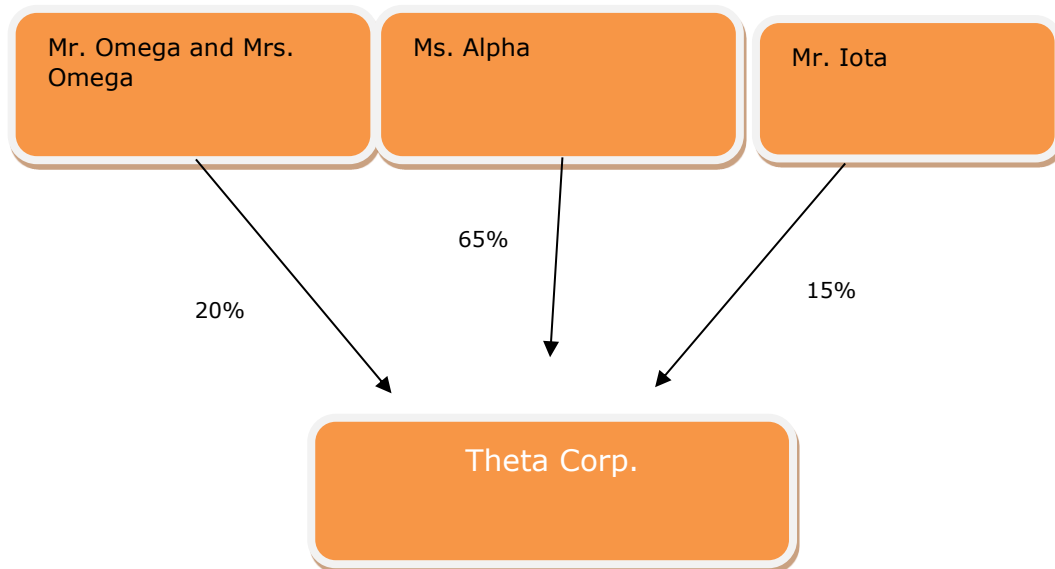 Mr. Omega and Mrs.
Omega
Ms. Alpha
Mr. Iota
65%
20%
15%
Theta Corp.